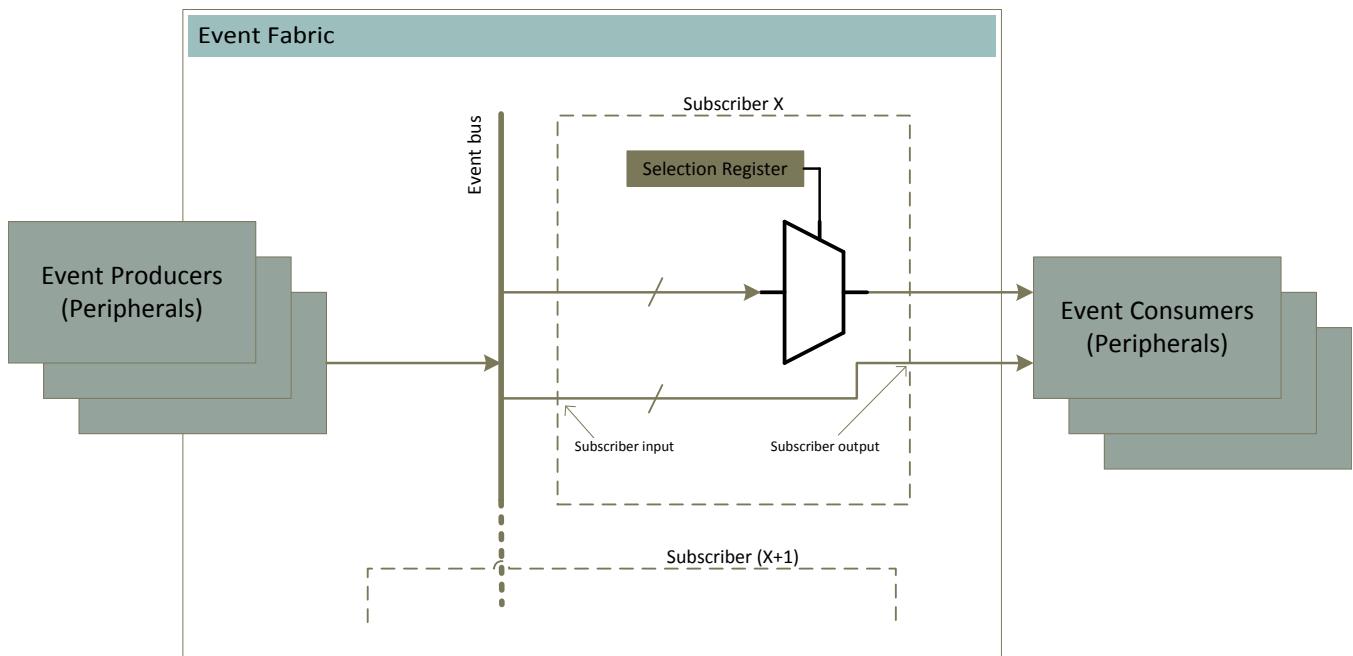 Event Fabric
Subscriber X
Event bus
Selection Register
Event Producers
(Peripherals)
Event Consumers
(Peripherals)
Subscriber input
Subscriber output
Subscriber (X+1)